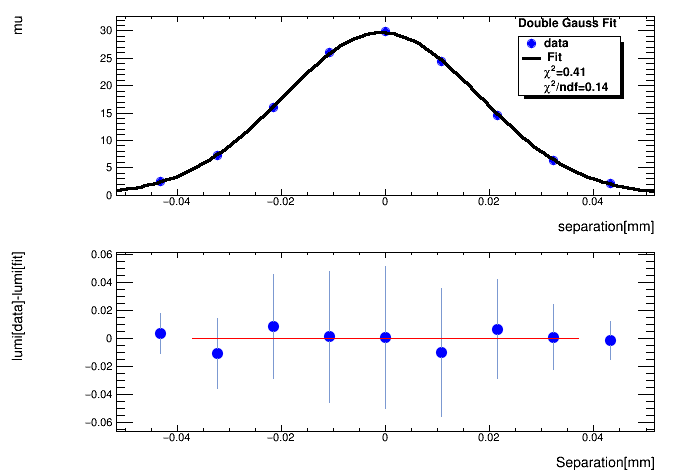 mu
Double Gauss Fit
data
Fit
χ²=0.41
χ²/ndf=0.14
30
25
20
15
10
5
0
−0.04 −0.02 0 0.02 0.04
separation[mm]
lumi[data]-lumi[fit]
0.06
0.04
0.02
0
−0.02
−0.04
−0.06
−0.04 −0.02 0 0.02 0.04
Separation[mm]